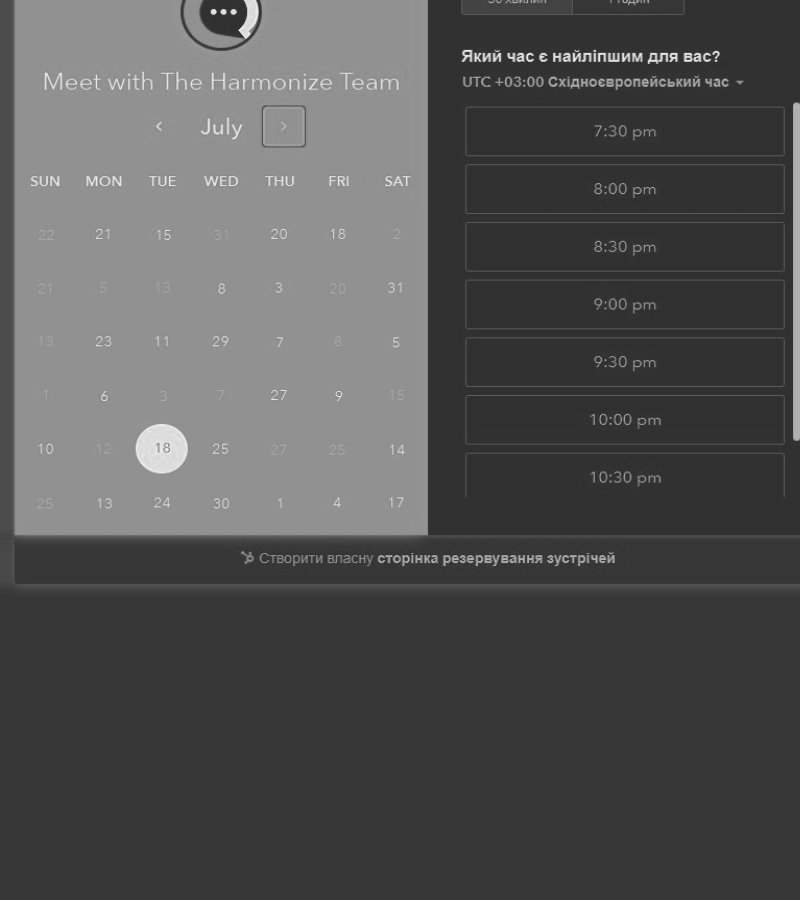 Meet with The Harmonize Team
July
SUN MON TUE WED THU FRI SAT
22 21 15 31 20 18 2
21 5 13 8 3 20 31
13 23 11 29 7 8 5
1 6 3 7 27 9 15
10 12 18 25 27 25 14
25 13 24 30 1 4 17
Який час є найліпшим для вас?
UTC +03:00 Східноєвропейський час
7:30 pm
8:00 pm
8:30 pm
9:00 pm
9:30 pm
10:00 pm
10:30 pm
Створити власну сторінка резервування зустрічей